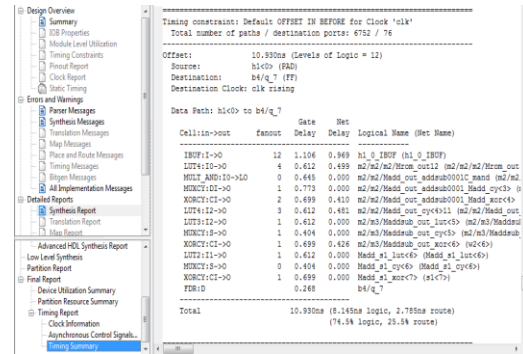 Design Overview
Summary
IOB Properties
Module Level Utilization
Timing Constraints
Pinout Report
Clock Report
Static Timing
Errors and Warnings
Parser Messages
Synthesis Messages
Translation Messages
Map Messages
Place and Route Messages
Timing Messages
Bitgen Messages
All Implementation Messages
Detailed Reports
Synthesis Report
Translation Report
Map Report
Advanced HDL Synthesis Report
Low Level Synthesis
Partition Report
Final Report
Device Utilization Summary
Partition Resource Summary
Timing Report
Clock Information
Asynchronous Control Signals...
Timing Summary
Timing constraint: Default OFFSET IN BEFORE for Clock 'clk'
Total number of paths / destination ports: 6752 / 76
Offset: 10.930ns (Levels of Logic = 12)
Source: h1<0> (PAD)
Destination: b4/q_7 (FF)
Destination Clock: clk rising
Data Path: h1<0> to b4/q_7
Gate Net
Cell:in->out fanout Delay Delay Logical Name (Net Name)
IBUF:I->O 12 1.106 0.969 h1_0_IBUF (h1_0_IBUF)
LUT4:I0->O 4 0.612 0.499 m2/m2/m2/Mrom_out12 (m2/m2/m2/Mrom_out
MULT_AND:I0->LO 0 0.645 0.000 m2/m2/Madd_out_addsub0001C_mand (m2/m2
MUXCY:DI->O 1 0.773 0.000 m2/m2/Madd_out_addsub0001_Madd_cy<3> (m
XORCY:CI->O 2 0.699 0.410 m2/m2/Madd_out_addsub0001_Madd_xor<4>
LUT4:I2->O 3 0.612 0.481 m2/m2/Madd_out_cy<4>11 (m2/m2/Madd_out
LUT3:I2->O 1 0.612 0.000 m2/m3/Maddsub_out_lut<5> (m2/m3/Maddsu
MUXCY:S->O 1 0.404 0.000 m2/m3/Maddsub_out_cy<5> (m2/m3/Maddsub
XORCY:CI->O 1 0.699 0.426 m2/m3/Maddsub_out_xor<6> (w2<6>)
LUT2:I1->O 1 0.612 0.000 Madd_s1_lut<6> (Madd_s1_lut<6>)
MUXCY:S->O 0 0.404 0.000 Madd_s1_cy<6> (Madd_s1_cy<6>)
XORCY:CI->O 1 0.699 0.000 Madd_s1_xor<7> (s1<7>)
FDR:D 0.268 b4/q_7
Total 10.930ns (8.145ns logic, 2.785ns route)
(74.5% logic, 25.5% route)